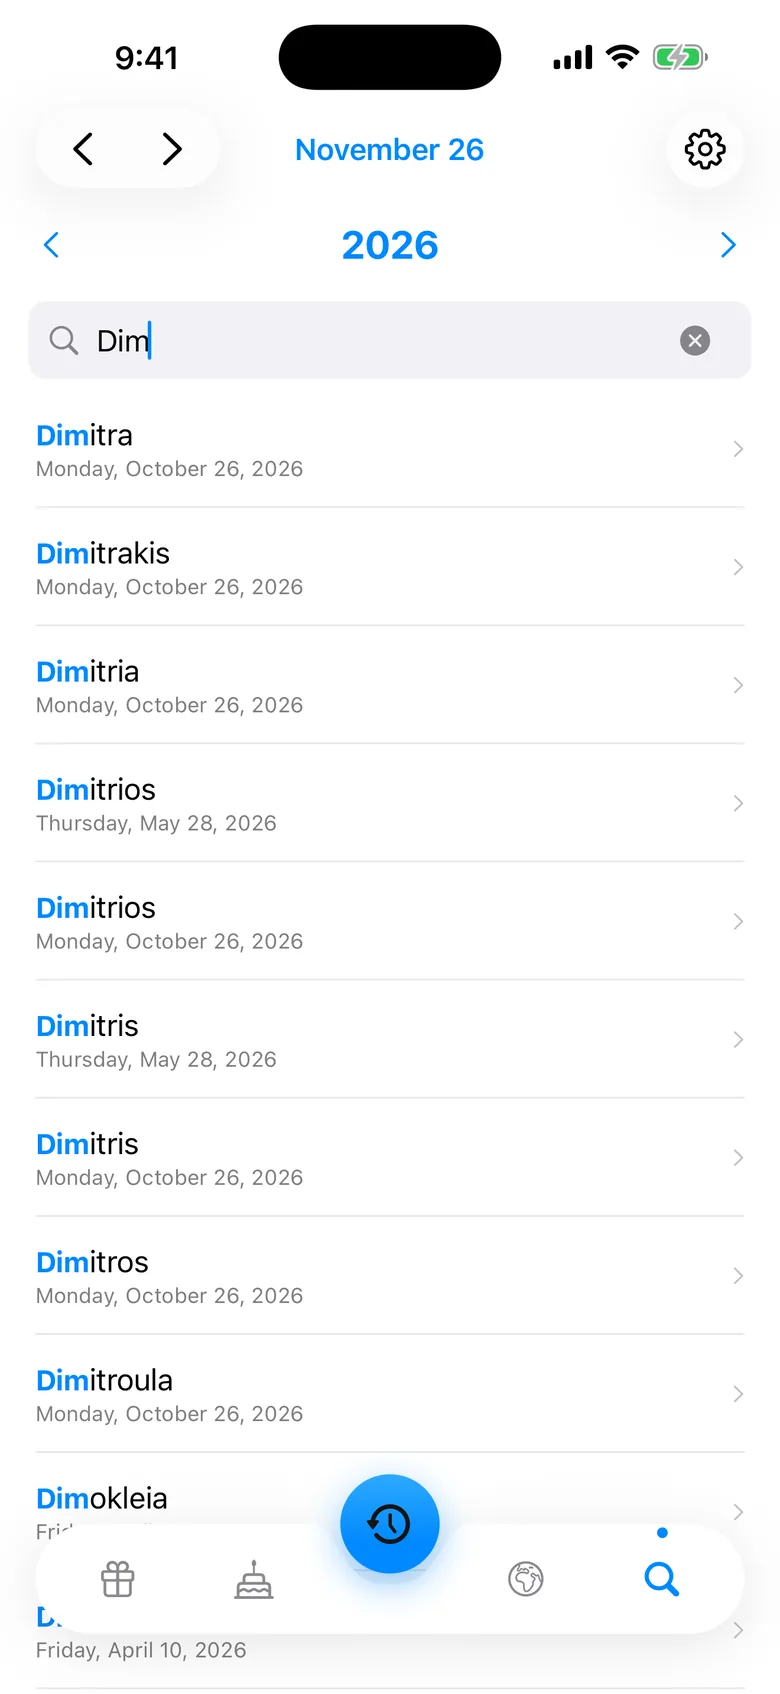 9:41
November 26
2026
Dim
Dimitra
Monday, October 26, 2026
Dimitrakis
Monday, October 26, 2026
Dimitria
Monday, October 26, 2026
Dimitrios
Thursday, May 28, 2026
Dimitrios
Monday, October 26, 2026
Dimitris
Thursday, May 28, 2026
Dimitris
Monday, October 26, 2026
Dimitros
Monday, October 26, 2026
Dimitroula
Monday, October 26, 2026
Dimokleia
Friday, April 10, 2026